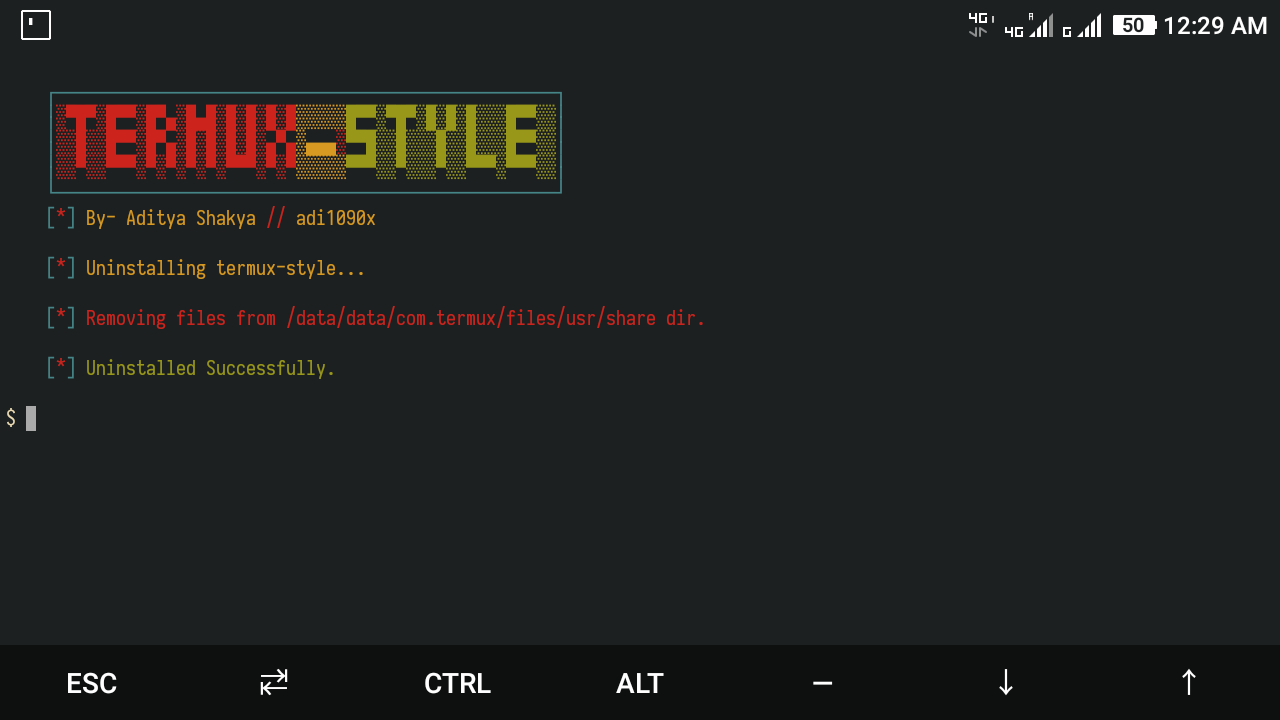 4G 4G R G 50 12:29 AM
TERMUX-STYLE
[*] By- Aditya Shakya // adi1090x
[*] Uninstalling termux-style...
[*] Removing files from /data/data/com.termux/files/usr/share dir.
[*] Uninstalled Successfully.
$
ESC ⇄ CTRL ALT — ↓ ↑